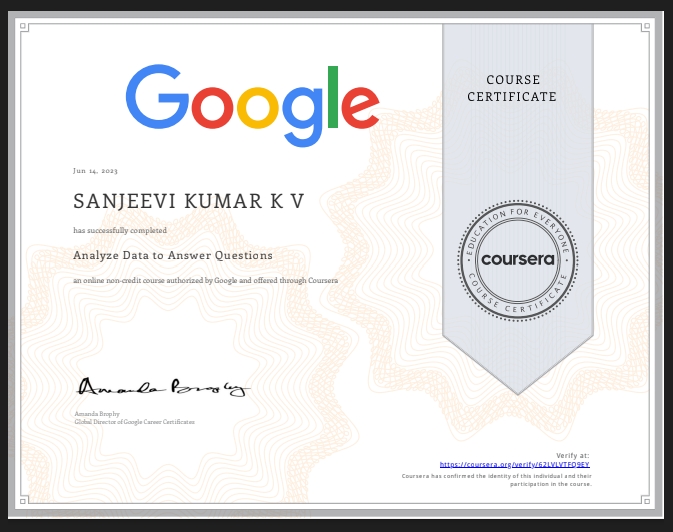 Google
COURSE
CERTIFICATE
Jun 14, 2023
SANJEEVI KUMAR K V
has successfully completed
Analyze Data to Answer Questions
an online non-credit course authorized by Google and offered through Coursera
EDUCATION FOR EVERYONE
coursera
COURSE CERTIFICATE
Amanda Brophy
Amanda Brophy
Global Director of Google Career Certificates
Verify at:
https://coursera.org/verify/62LVLVTFQ9EY
Coursera has confirmed the identity of this individual and their
participation in the course.